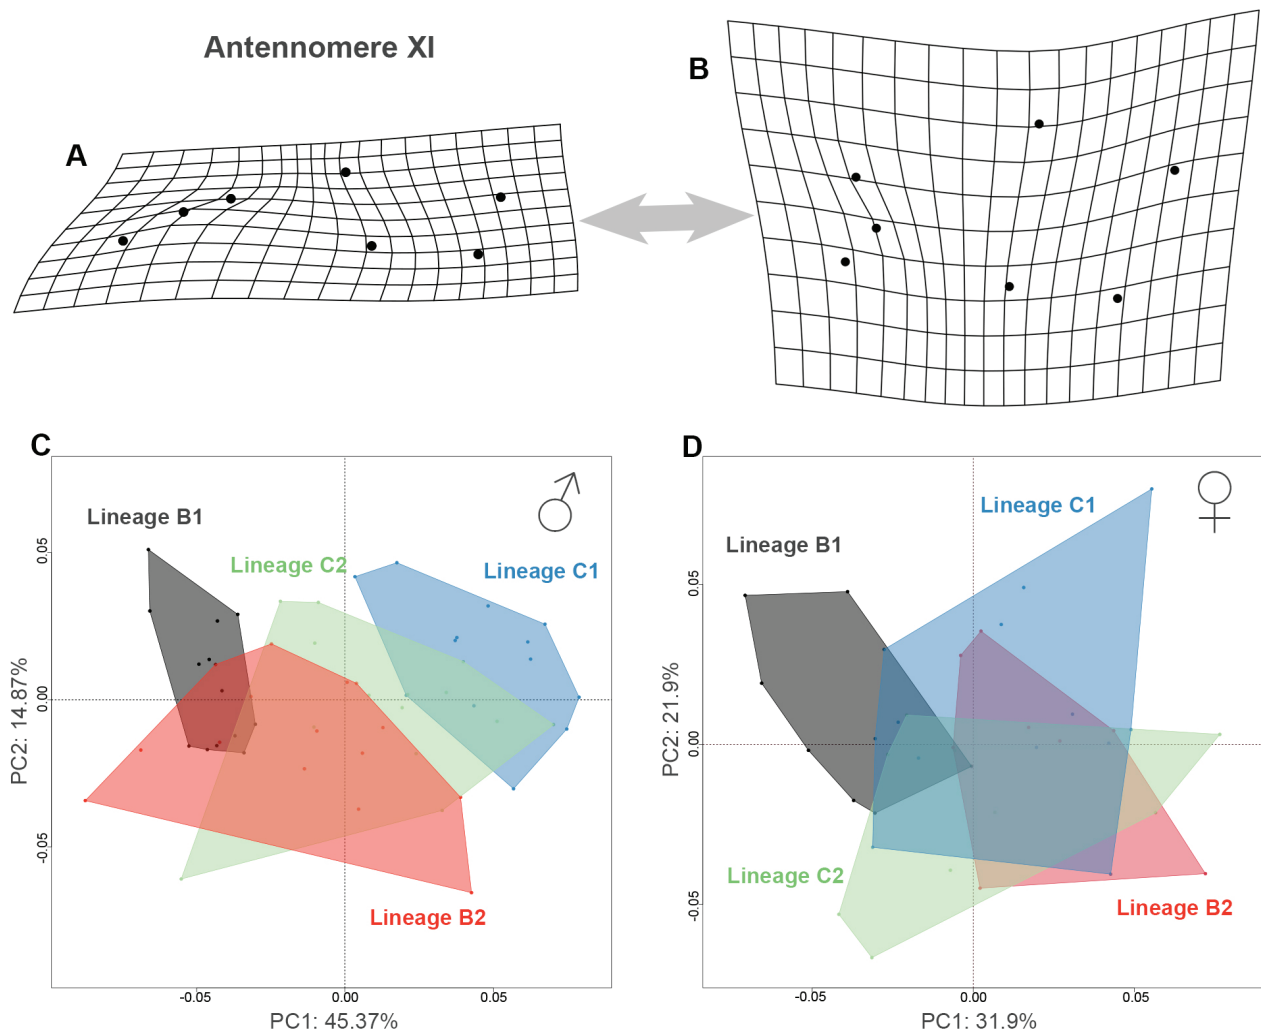 Antennomere XI
A
B
C
D
Lineage B1
Lineage C2
Lineage C1
Lineage B2
0.05
0.00
-0.05
PC2: 14.87%
-0.05
0.00
0.05
PC1: 45.37%
Lineage C1
Lineage B1
Lineage C2
Lineage B2
0.05
0.00
-0.05
PC2: 21.9%
-0.05
0.00
0.05
PC1: 31.9%